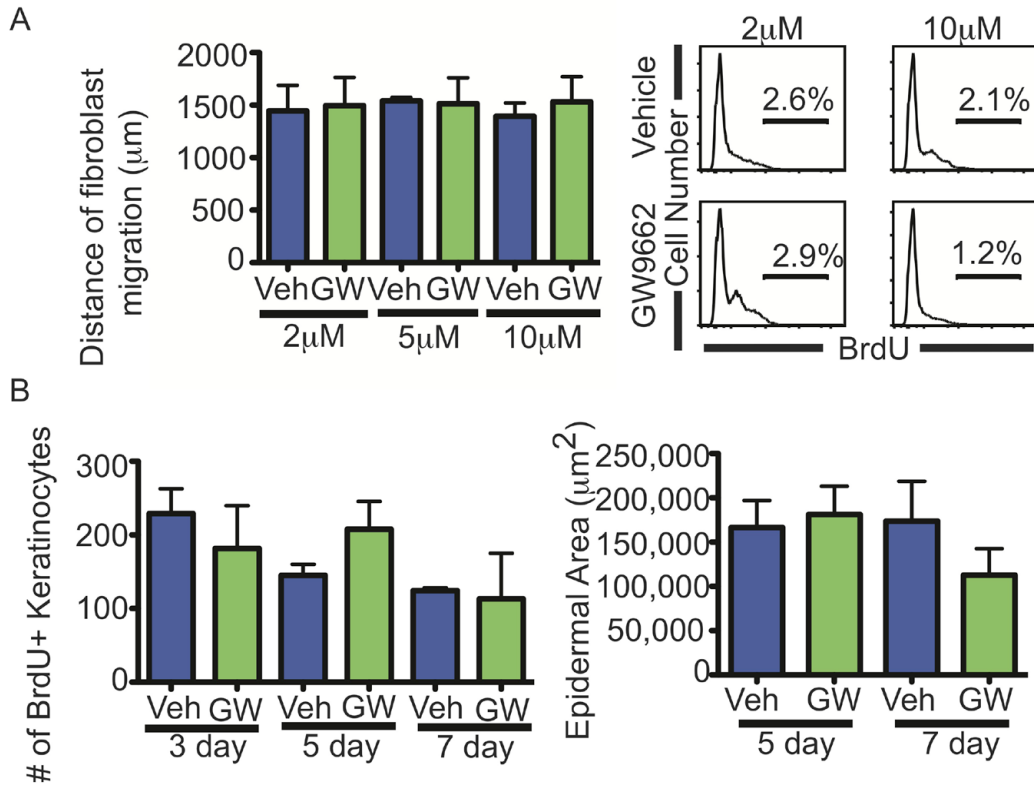 A
Distance of fibroblast
migration (μm)
2000
1500
1000
500
0
Veh GW Veh GW Veh GW
2μM 5μM 10μM
2μM 10μM
Vehicle
GW9662
Cell Number
2.6% 2.1%
2.9% 1.2%
BrdU
B
# of BrdU+ Keratinocytes
300
200
100
0
Veh GW Veh GW Veh GW
3 day 5 day 7 day
Epidermal Area (μm²)
250,000
200,000
150,000
100,000
50,000
0
Veh GW Veh GW
5 day 7 day